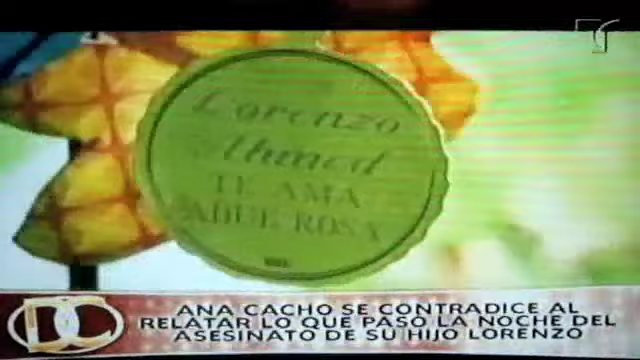 Lorenzo
Ahmed
TE AMA
ABUE ROSA
DC
ANA CACHO SE CONTRADICE AL
RELATAR LO QUE PASÓ LA NOCHE DEL
ASESINATO DE SU HIJO LORENZO